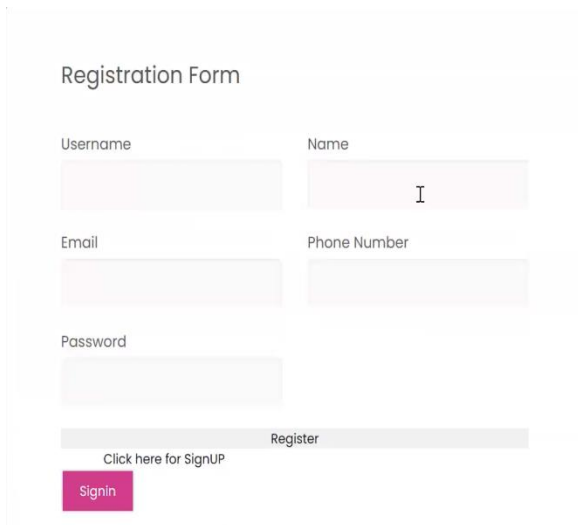 Registration Form
Username Name
Email Phone Number
Password
Register
Click here for SignUP
Signin